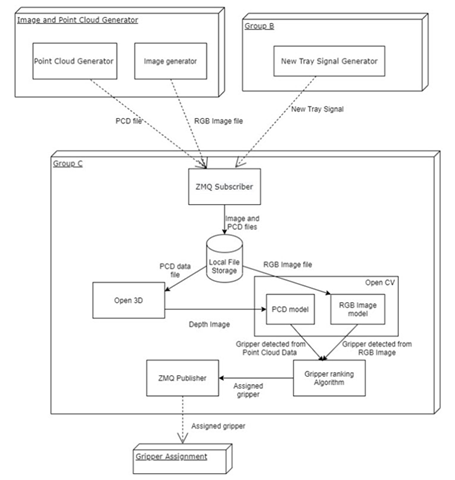 Image and Point Cloud Generator
Point Cloud Generator
Image generator
Group B
New Tray Signal Generator
PCD file
RGB Image file
New Tray Signal
Group C
ZMQ Subscriber
Image and
PCD files
Local File
Storage
PCD data
file
RGB Image file
Open CV
Open 3D
PCD model
RGB Image
model
Depth Image
Gripper detected from
Point Cloud Data
Gripper detected from
RGB Image
ZMQ Publisher
Assigned
gripper
Gripper ranking
Algorithm
Assigned gripper
Gripper Assignment